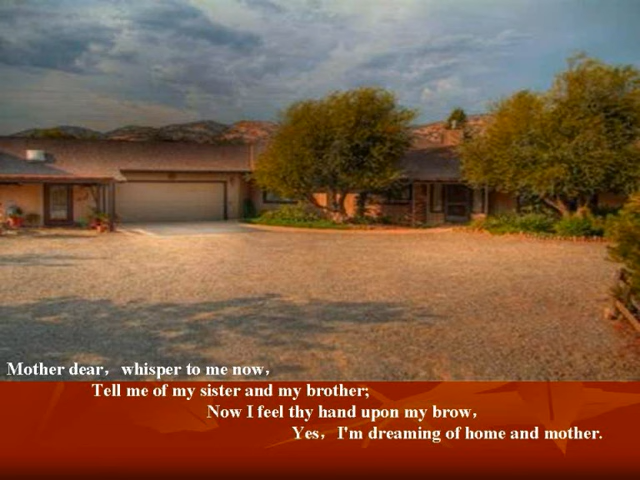 Mother dear，whisper to me now，
Tell me of my sister and my brother;
Now I feel thy hand upon my brow，
Yes，I'm dreaming of home and mother.